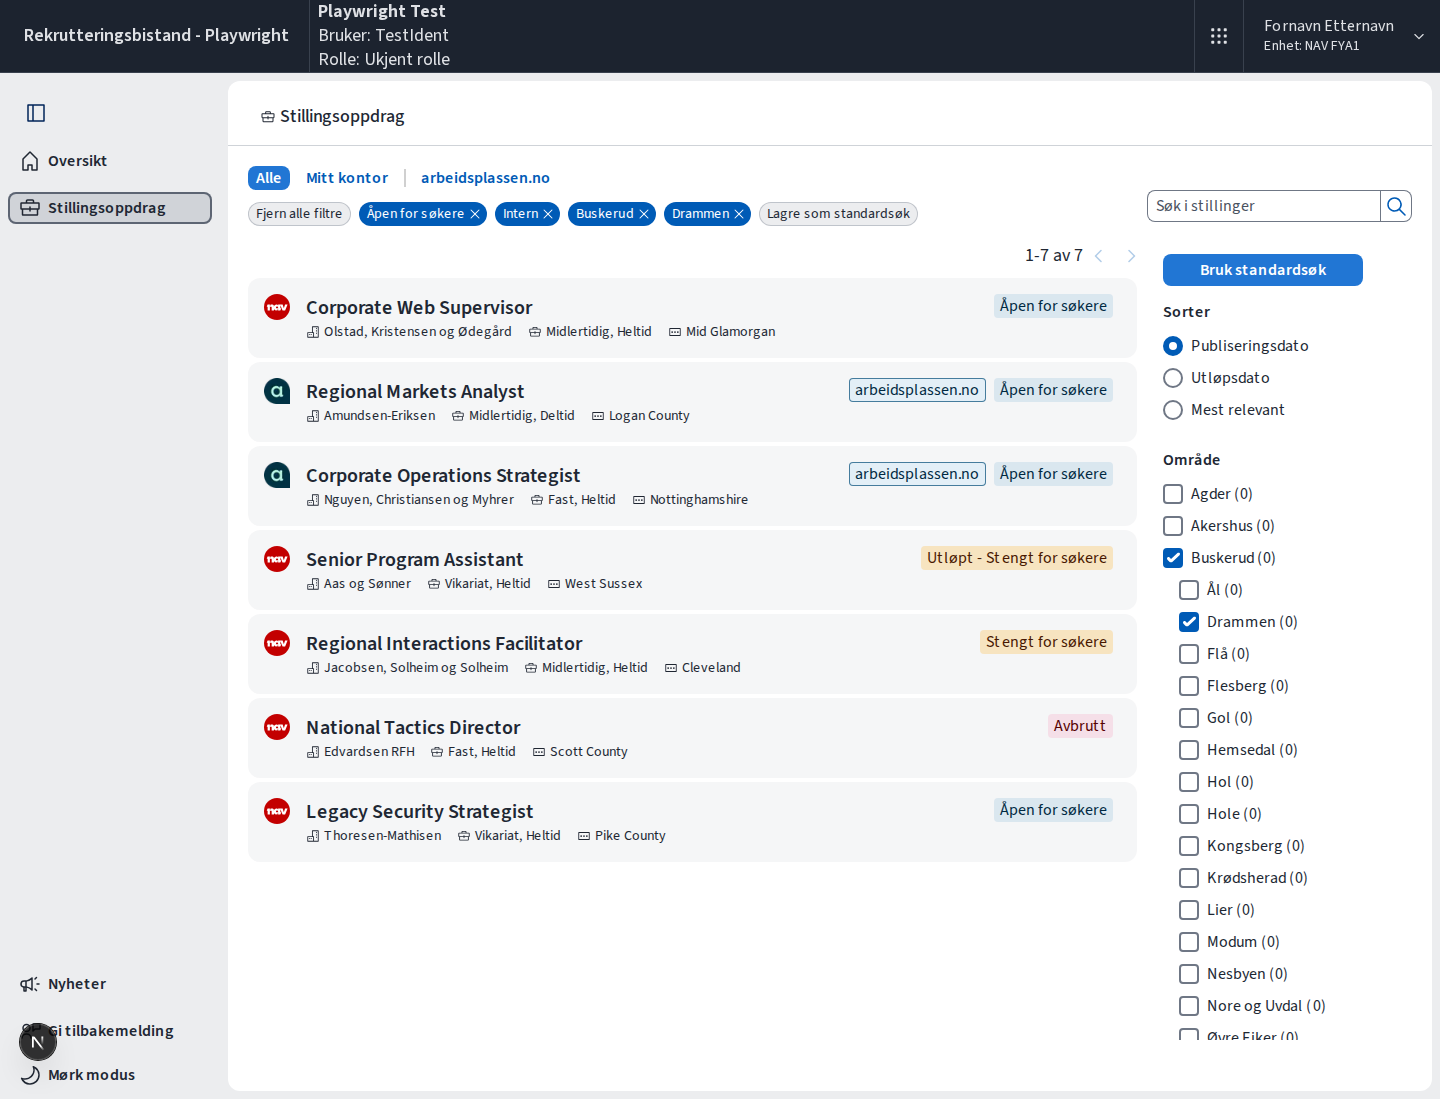 Rekrutteringsbistand - Playwright
Playwright Test
Bruker: TestIdent
Rolle: Ukjent rolle
Fornavn Etternavn
Enhet: NAV FYA1
Oversikt
Stillingsoppdrag
Nyheter
Gi tilbakemelding
N
Mørk modus
Stillingsoppdrag
Alle
Mitt kontor
arbeidsplassen.no
Fjern alle filtre
Åpen for søkere
Intern
Buskerud
Drammen
Lagre som standardsøk
Søk i stillinger
1-7 av 7
nav
Corporate Web Supervisor
Åpen for søkere
Olstad, Kristensen og Ødegård
Midlertidig, Heltid
Mid Glamorgan
a
Regional Markets Analyst
arbeidsplassen.no
Åpen for søkere
Amundsen-Eriksen
Midlertidig, Deltid
Logan County
a
Corporate Operations Strategist
arbeidsplassen.no
Åpen for søkere
Nguyen, Christiansen og Myhrer
Fast, Heltid
Nottinghamshire
nav
Senior Program Assistant
Utløpt - Stengt for søkere
Aas og Sønner
Vikariat, Heltid
West Sussex
nav
Regional Interactions Facilitator
Stengt for søkere
Jacobsen, Solheim og Solheim
Midlertidig, Heltid
Cleveland
nav
National Tactics Director
Avbrutt
Edvardsen RFH
Fast, Heltid
Scott County
nav
Legacy Security Strategist
Åpen for søkere
Thoresen-Mathisen
Vikariat, Heltid
Pike County
Bruk standardsøk
Sorter
Publiseringsdato
Utløpsdato
Mest relevant
Område
Agder (0)
Akershus (0)
Buskerud (0)
Ål (0)
Drammen (0)
Flå (0)
Flesberg (0)
Gol (0)
Hemsedal (0)
Hol (0)
Hole (0)
Kongsberg (0)
Krødsherad (0)
Lier (0)
Modum (0)
Nesbyen (0)
Nore og Uvdal (0)
Øvre Eiker (0)